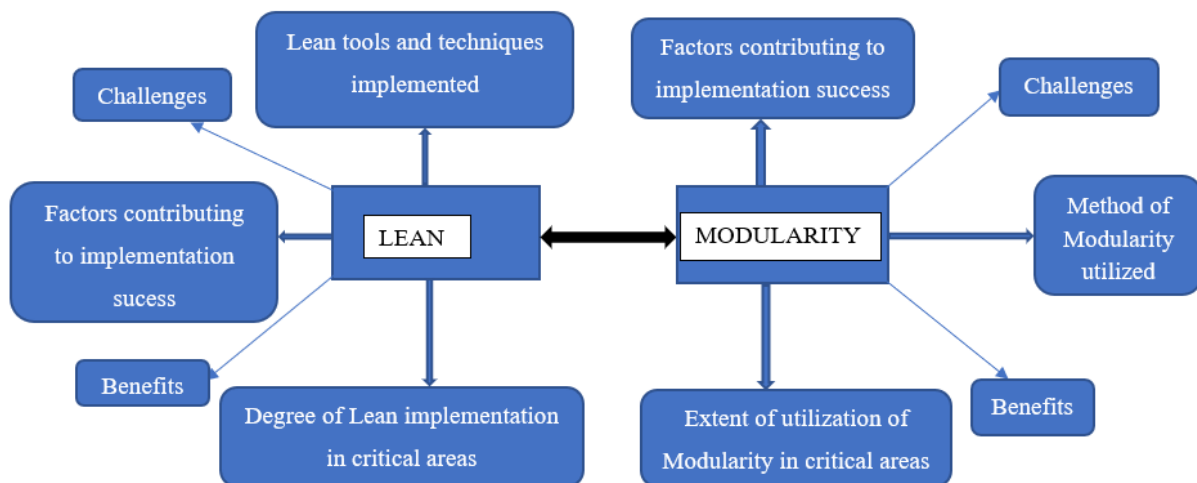 Lean tools and techniques
implemented
Factors contributing to
implementation success
Challenges
Challenges
Factors contributing
to implementation
sucess
LEAN
MODULARITY
Method of
Modularity
utilized
Benefits
Degree of Lean implementation
in critical areas
Extent of utilization of
Modularity in critical areas
Benefits